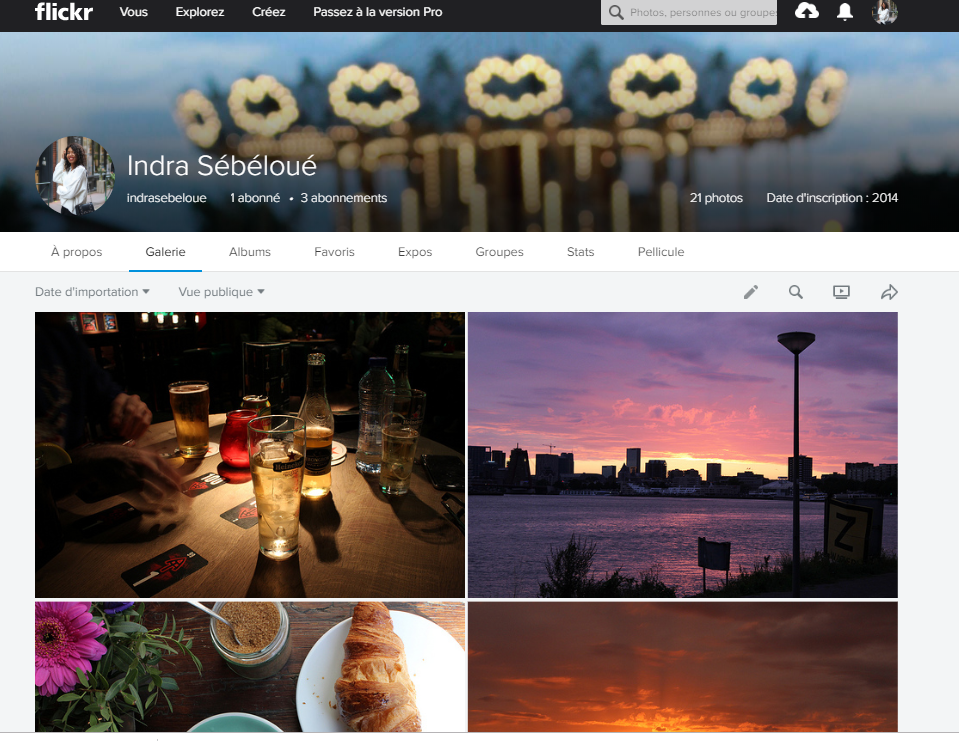 flickr Vous Explorez Créez Passez à la version Pro Photos, personnes ou groupes
Indra Sébéloué
indrasebeloue 1 abonné • 3 abonnements 21 photos Date d'inscription : 2014
À propos Galerie Albums Favoris Expos Groupes Stats Pellicule
Date d'importation Vue publique
Heineken
Z